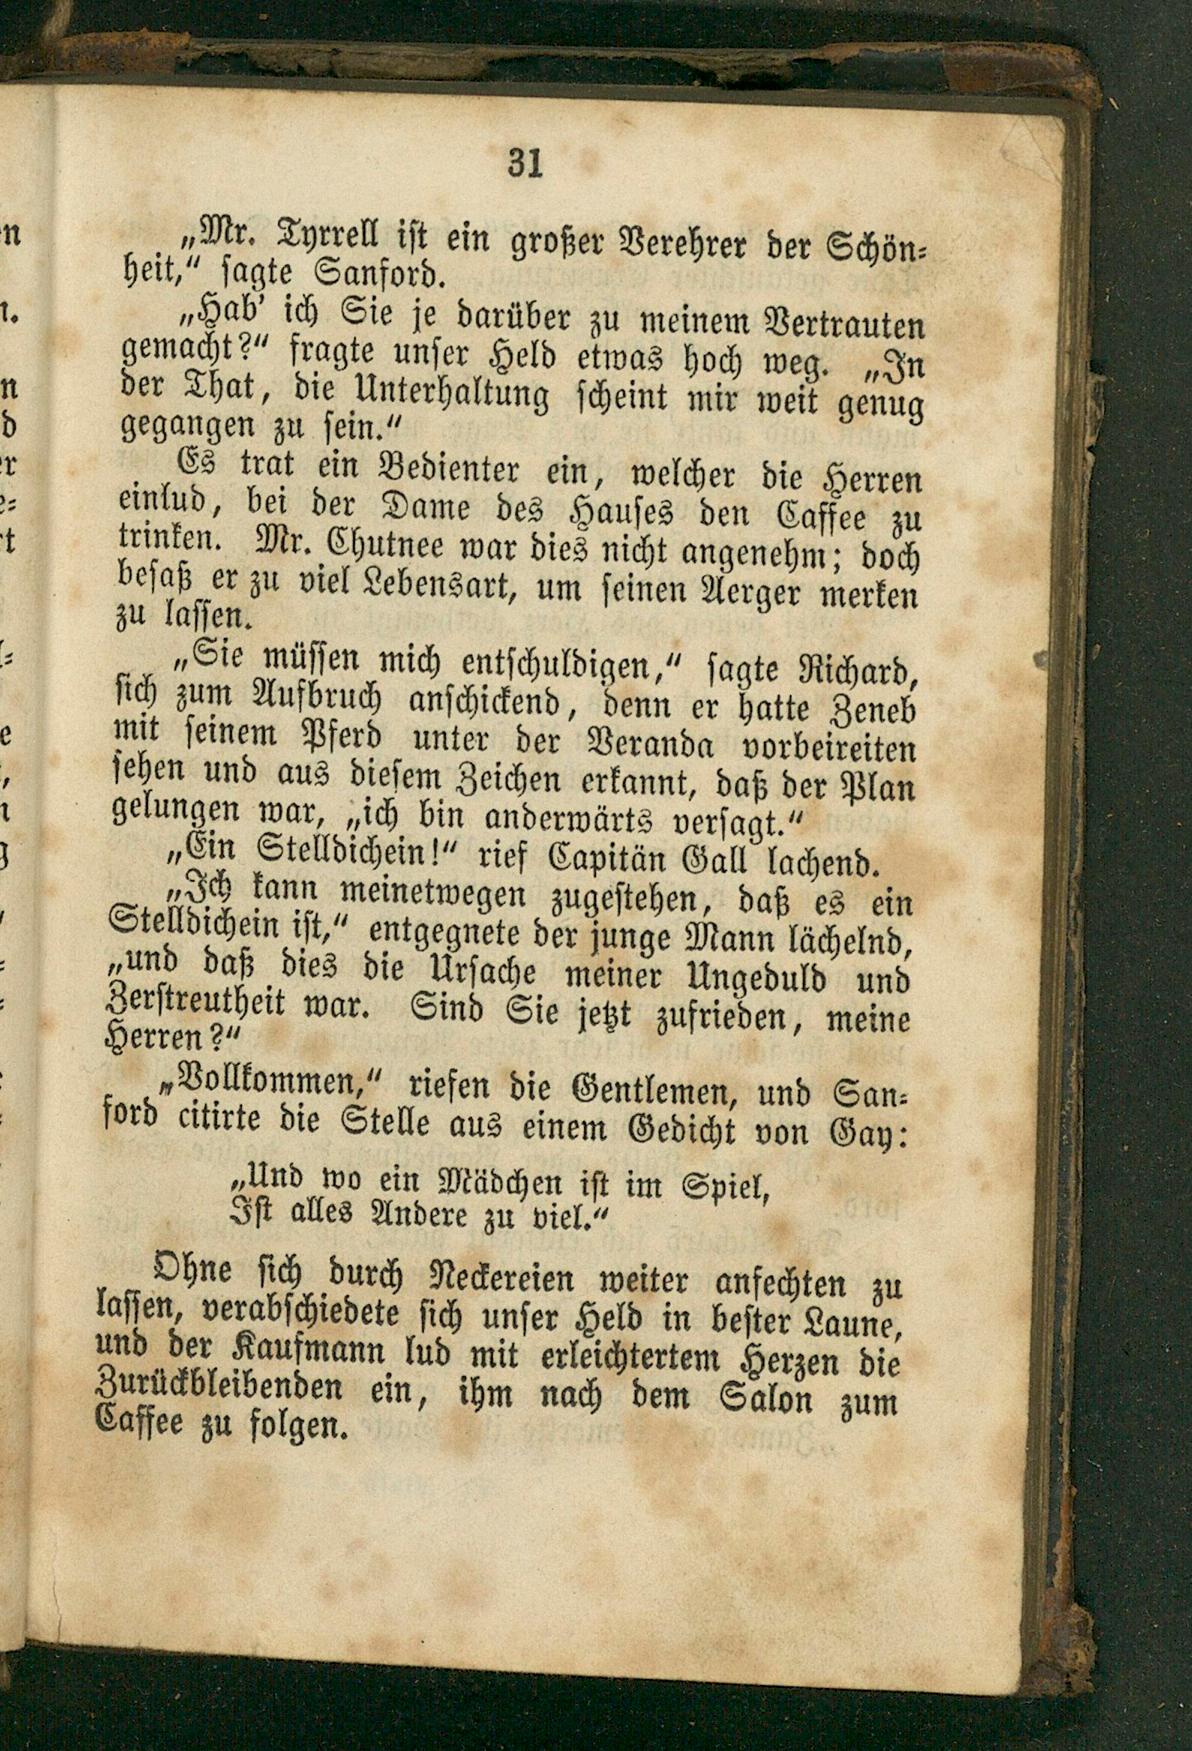 31
„Mr. Tyrrell ist ein großer Verehrer der Schön-
heit,“ sagte Sanford.
„Hab' ich Sie je darüber zu meinem Vertrauten
gemacht?“ fragte unser Held etwas hoch weg. „In
der That, die Unterhaltung scheint mir weit genug
gegangen zu sein.“
Es trat ein Bedienter ein, welcher die Herren
einlud, bei der Dame des Hauses den Caffee zu
trinken. Mr. Chutnee war dies nicht angenehm; doch
besaß er zu viel Lebensart, um seinen Aerger merken
zu lassen.
„Sie müssen mich entschuldigen,“ sagte Richard,
sich zum Aufbruch anschickend, denn er hatte Zeneb
mit seinem Pferd unter der Veranda vorbeireiten
sehen und aus diesem Zeichen erkannt, daß der Plan
gelungen war, „ich bin anderwärts versagt.“
„Ein Stelldichein!“ rief Capitän Gall lachend.
„Ich kann meinetwegen zugestehen, daß es ein
Stelldichein ist,“ entgegnete der junge Mann lächelnd,
„und daß dies die Ursache meiner Ungeduld und
Zerstreutheit war. Sind Sie jetzt zufrieden, meine
Herren?“
„Vollkommen,“ riefen die Gentlemen, und San-
ford citirte die Stelle aus einem Gedicht von Gay:
„Und wo ein Mädchen ist im Spiel,
Ist alles Andere zu viel.“
Ohne sich durch Neckereien weiter anfechten zu
lassen, verabschiedete sich unser Held in bester Laune,
und der Kaufmann lud mit erleichtertem Herzen die
Zurückbleibenden ein, ihm nach dem Salon zum
Caffee zu folgen.